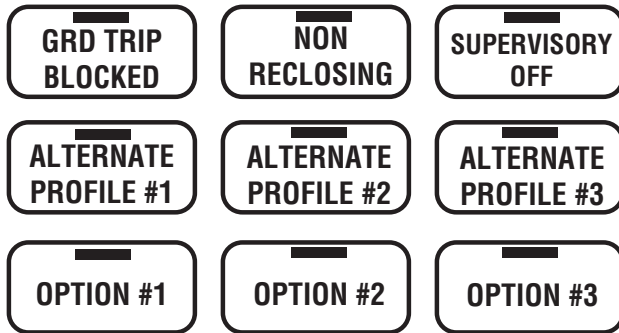 GRD TRIP
BLOCKED
NON
RECLOSING
SUPERVISORY
OFF
ALTERNATE
PROFILE #1
ALTERNATE
PROFILE #2
ALTERNATE
PROFILE #3
OPTION #1
OPTION #2
OPTION #3